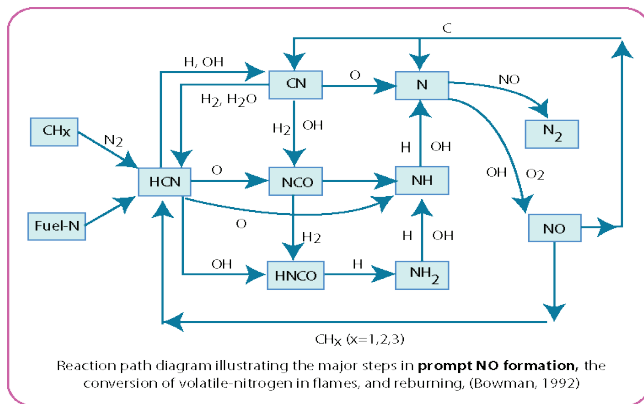 C
H, OH
CN
O
N
NO
H₂, H₂O
N₂
CHx
N2
H₂
OH
H
OH
OH
O2
HCN
O
NCO
NH
Fuel-N
O
NO
H₂
H
OH
OH
HNCO
H
NH₂
CHx (x=1,2,3)
Reaction path diagram illustrating the major steps in prompt NO formation, the
conversion of volatile-nitrogen in flames, and reburning, (Bowman, 1992)